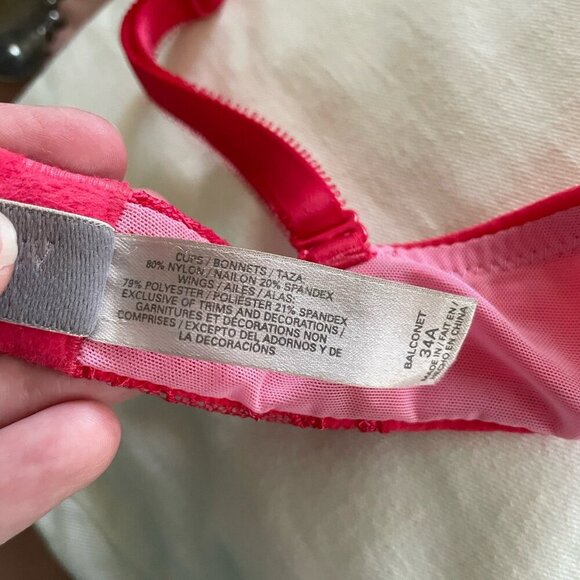 CUPS / BONNETS / TAZA:
80% NYLON / NAILON 20% SPANDEX
WINGS / AILES / ALAS:
79% POLYESTER / POLIÉSTER 21% SPANDEX
EXCLUSIVE OF TRIMS AND DECORATIONS /
GARNITURES ET DÉCORATIONS NON
COMPRISES / EXCEPTO DEL ADORNOS Y DE
LA DECORACIÓNS
BALCONET
34A
MADE IN / FAIT EN /
HECHO EN CHINA